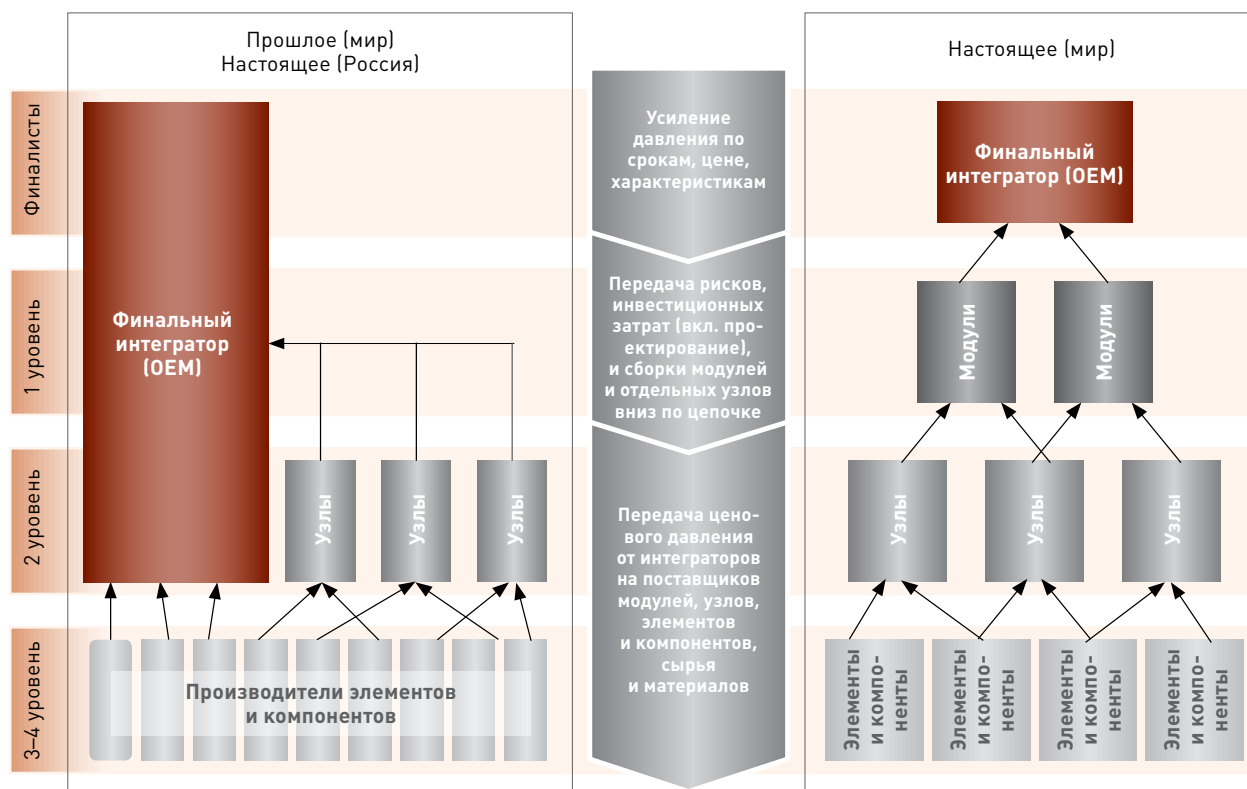 Прошлое (мир)
Настоящее (Россия)
Настоящее (мир)
Финалисты
1 уровень
2 уровень
3–4 уровень
Финальный
интегратор
(OEM)
Узлы
Узлы
Узлы
Производители элементов
и компонентов
Усиление
давления по
срокам, цене,
характеристикам
Передача рисков,
инвестиционных
затрат (вкл. про-
ектирование),
и сборки модулей
и отдельных узлов
вниз по цепочке
Передача цено-
вого давления
от интеграторов
на поставщиков
модулей, узлов,
элементов
и компонентов,
сырья
и материалов
Финальный
интегратор (OEM)
Модули
Модули
Узлы
Узлы
Узлы
Элементы
и компо-
ненты
Элементы
и компо-
ненты
Элементы
и компо-
ненты
Элементы
и компо-
ненты